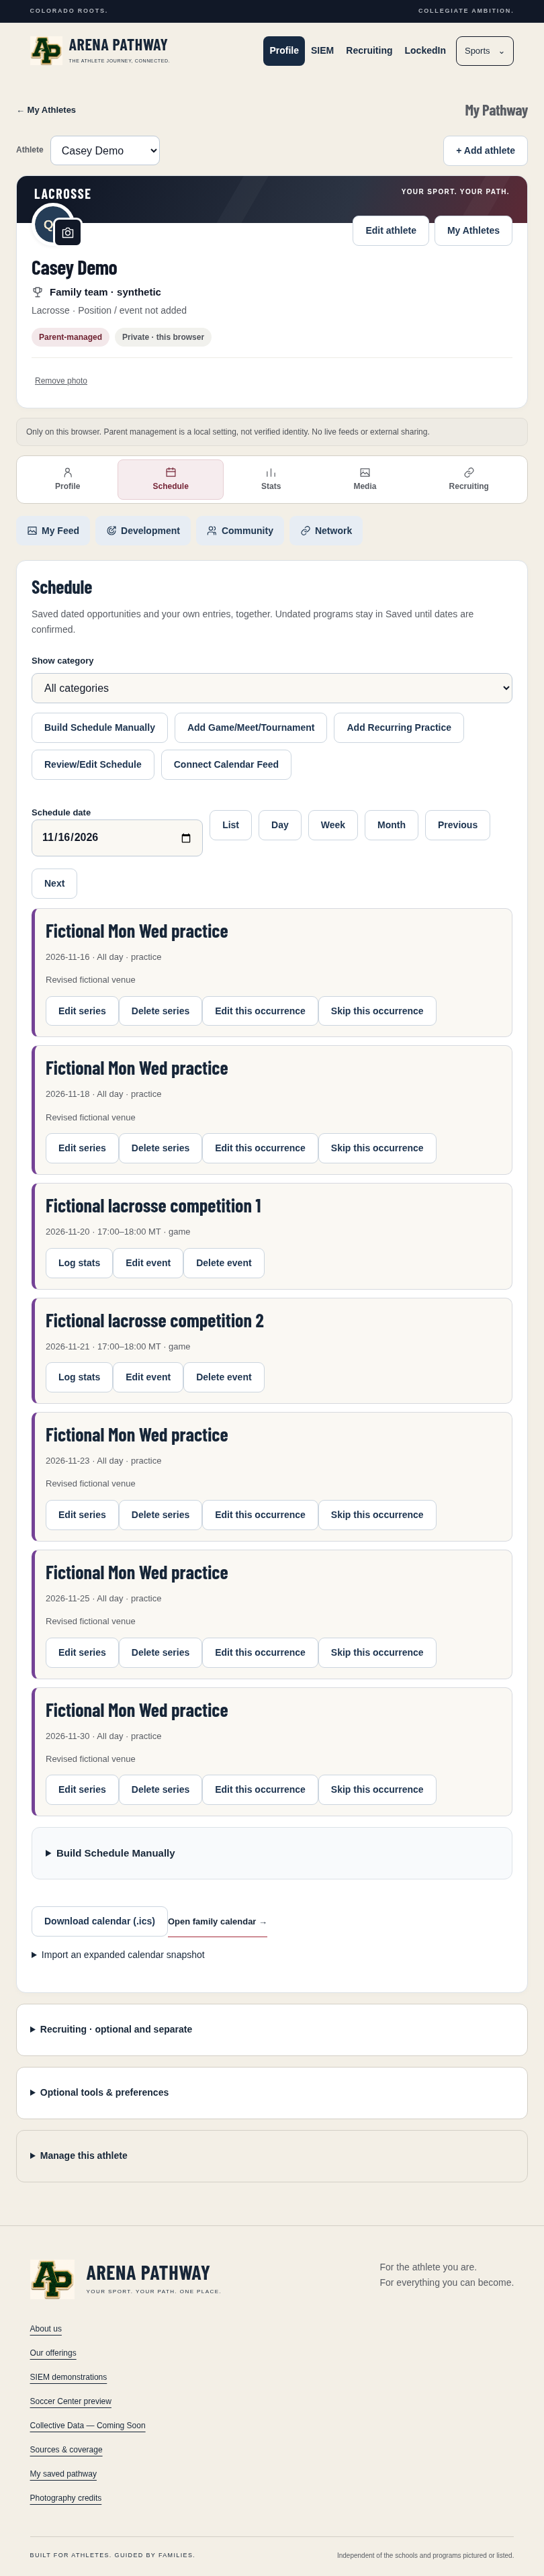 COLORADO ROOTS. COLLEGIATE AMBITION.
AP ARENA PATHWAY
THE ATHLETE JOURNEY, CONNECTED.
Profile SIEM Recruiting LockedIn Sports
← My Athletes My Pathway
Athlete Casey Demo + Add athlete
LACROSSE YOUR SPORT. YOUR PATH.
Edit athlete My Athletes
Casey Demo
Family team · synthetic
Lacrosse · Position / event not added
Parent-managed Private · this browser
Remove photo
Only on this browser. Parent management is a local setting, not verified identity. No live feeds or external sharing.
Profile Schedule Stats Media Recruiting
My Feed Development Community Network
Schedule
Saved dated opportunities and your own entries, together. Undated programs stay in Saved until dates are
confirmed.
Show category
All categories
Build Schedule Manually Add Game/Meet/Tournament Add Recurring Practice
Review/Edit Schedule Connect Calendar Feed
Schedule date
11/16/2026 List Day Week Month Previous
Next
Fictional Mon Wed practice
2026-11-16 · All day · practice
Revised fictional venue
Edit series Delete series Edit this occurrence Skip this occurrence
Fictional Mon Wed practice
2026-11-18 · All day · practice
Revised fictional venue
Edit series Delete series Edit this occurrence Skip this occurrence
Fictional lacrosse competition 1
2026-11-20 · 17:00–18:00 MT · game
Log stats Edit event Delete event
Fictional lacrosse competition 2
2026-11-21 · 17:00–18:00 MT · game
Log stats Edit event Delete event
Fictional Mon Wed practice
2026-11-23 · All day · practice
Revised fictional venue
Edit series Delete series Edit this occurrence Skip this occurrence
Fictional Mon Wed practice
2026-11-25 · All day · practice
Revised fictional venue
Edit series Delete series Edit this occurrence Skip this occurrence
Fictional Mon Wed practice
2026-11-30 · All day · practice
Revised fictional venue
Edit series Delete series Edit this occurrence Skip this occurrence
▶ Build Schedule Manually
Download calendar (.ics) Open family calendar →
▶ Import an expanded calendar snapshot
▶ Recruiting · optional and separate
▶ Optional tools & preferences
▶ Manage this athlete
AP ARENA PATHWAY
YOUR SPORT. YOUR PATH. ONE PLACE.
For the athlete you are.
For everything you can become.
About us
Our offerings
SIEM demonstrations
Soccer Center preview
Collective Data — Coming Soon
Sources & coverage
My saved pathway
Photography credits
BUILT FOR ATHLETES. GUIDED BY FAMILIES. Independent of the schools and programs pictured or listed.